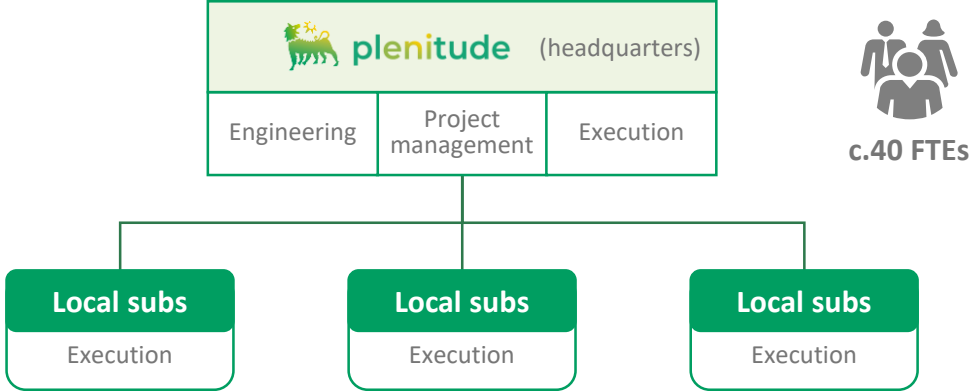 plenitude (headquarters)
Engineering
Project
management
Execution
c.40 FTEs
Local subs
Execution
Local subs
Execution
Local subs
Execution